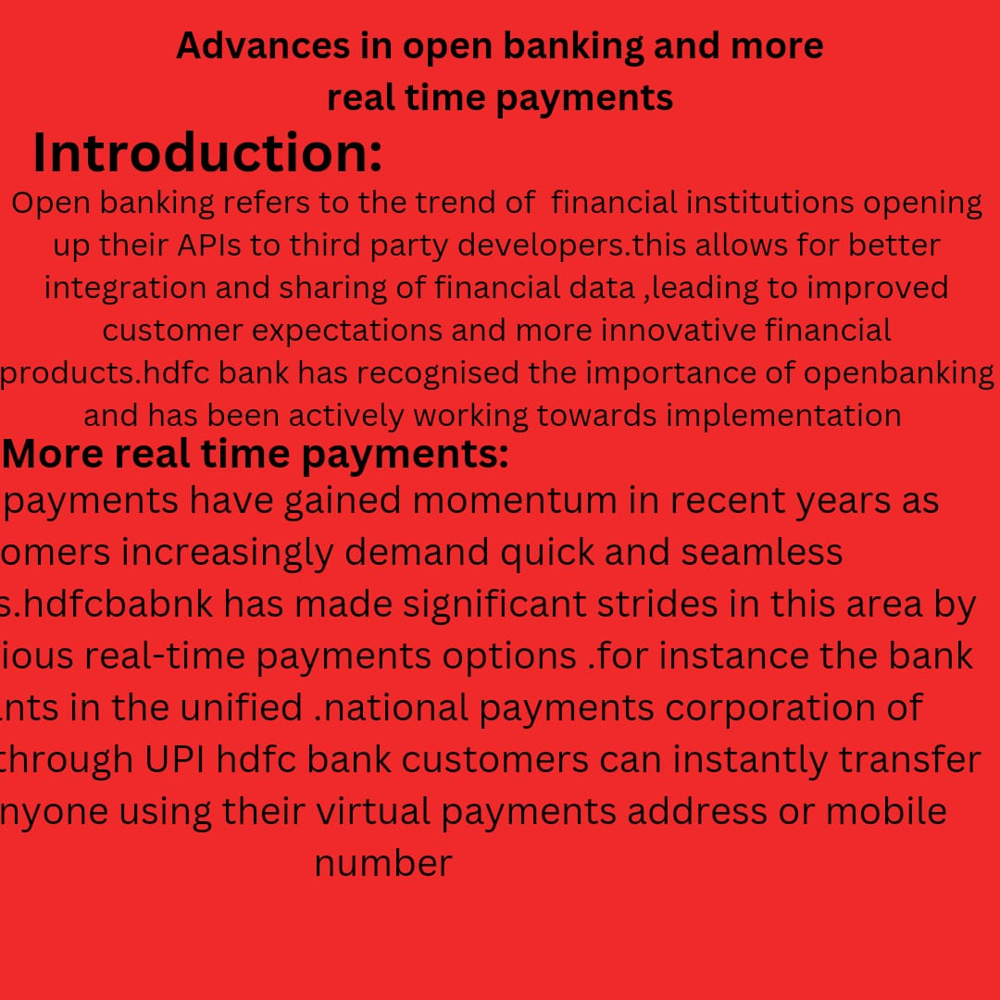 Advances in open banking and more
real time payments
Introduction:
Open banking refers to the trend of  financial institutions opening
up their APIs to third party developers.this allows for better
integration and sharing of financial data ,leading to improved
customer expectations and more innovative financial
products.hdfc bank has recognised the importance of openbanking
and has been actively working towards implementation
More real time payments:
payments have gained momentum in recent years as
omers increasingly demand quick and seamless
s.hdfcbabnk has made significant strides in this area by
ious real-time payments options .for instance the bank
nts in the unified .national payments corporation of
through UPI hdfc bank customers can instantly transfer
nyone using their virtual payments address or mobile
number